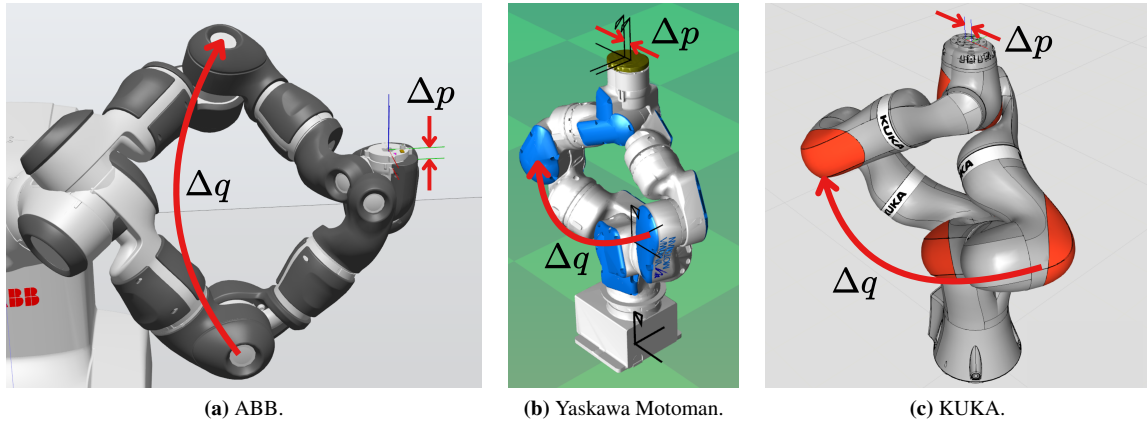 Δp
Δq
ABB
(a) ABB.
Δp
Δq
(b) Yaskawa Motoman.
Δp
KUKA
KUKA
KUKA
Δq
(c) KUKA.